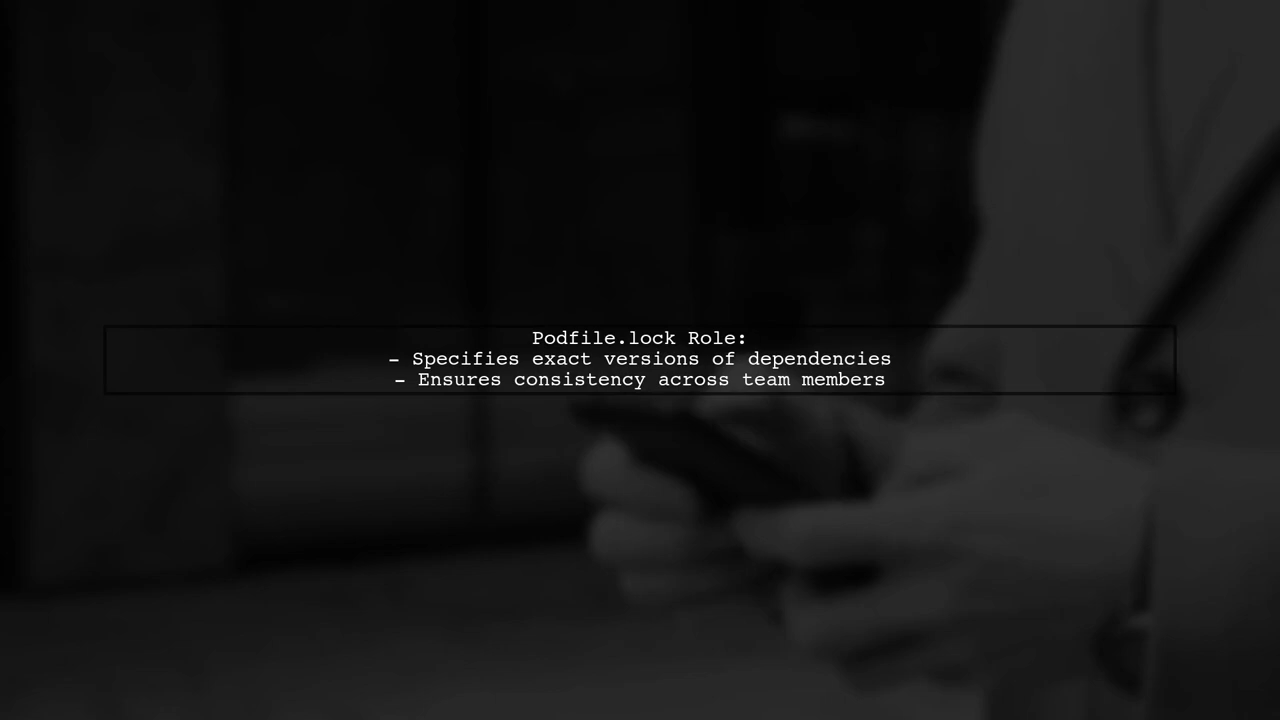 Podfile.lock Role:
- Specifies exact versions of dependencies
- Ensures consistency across team members